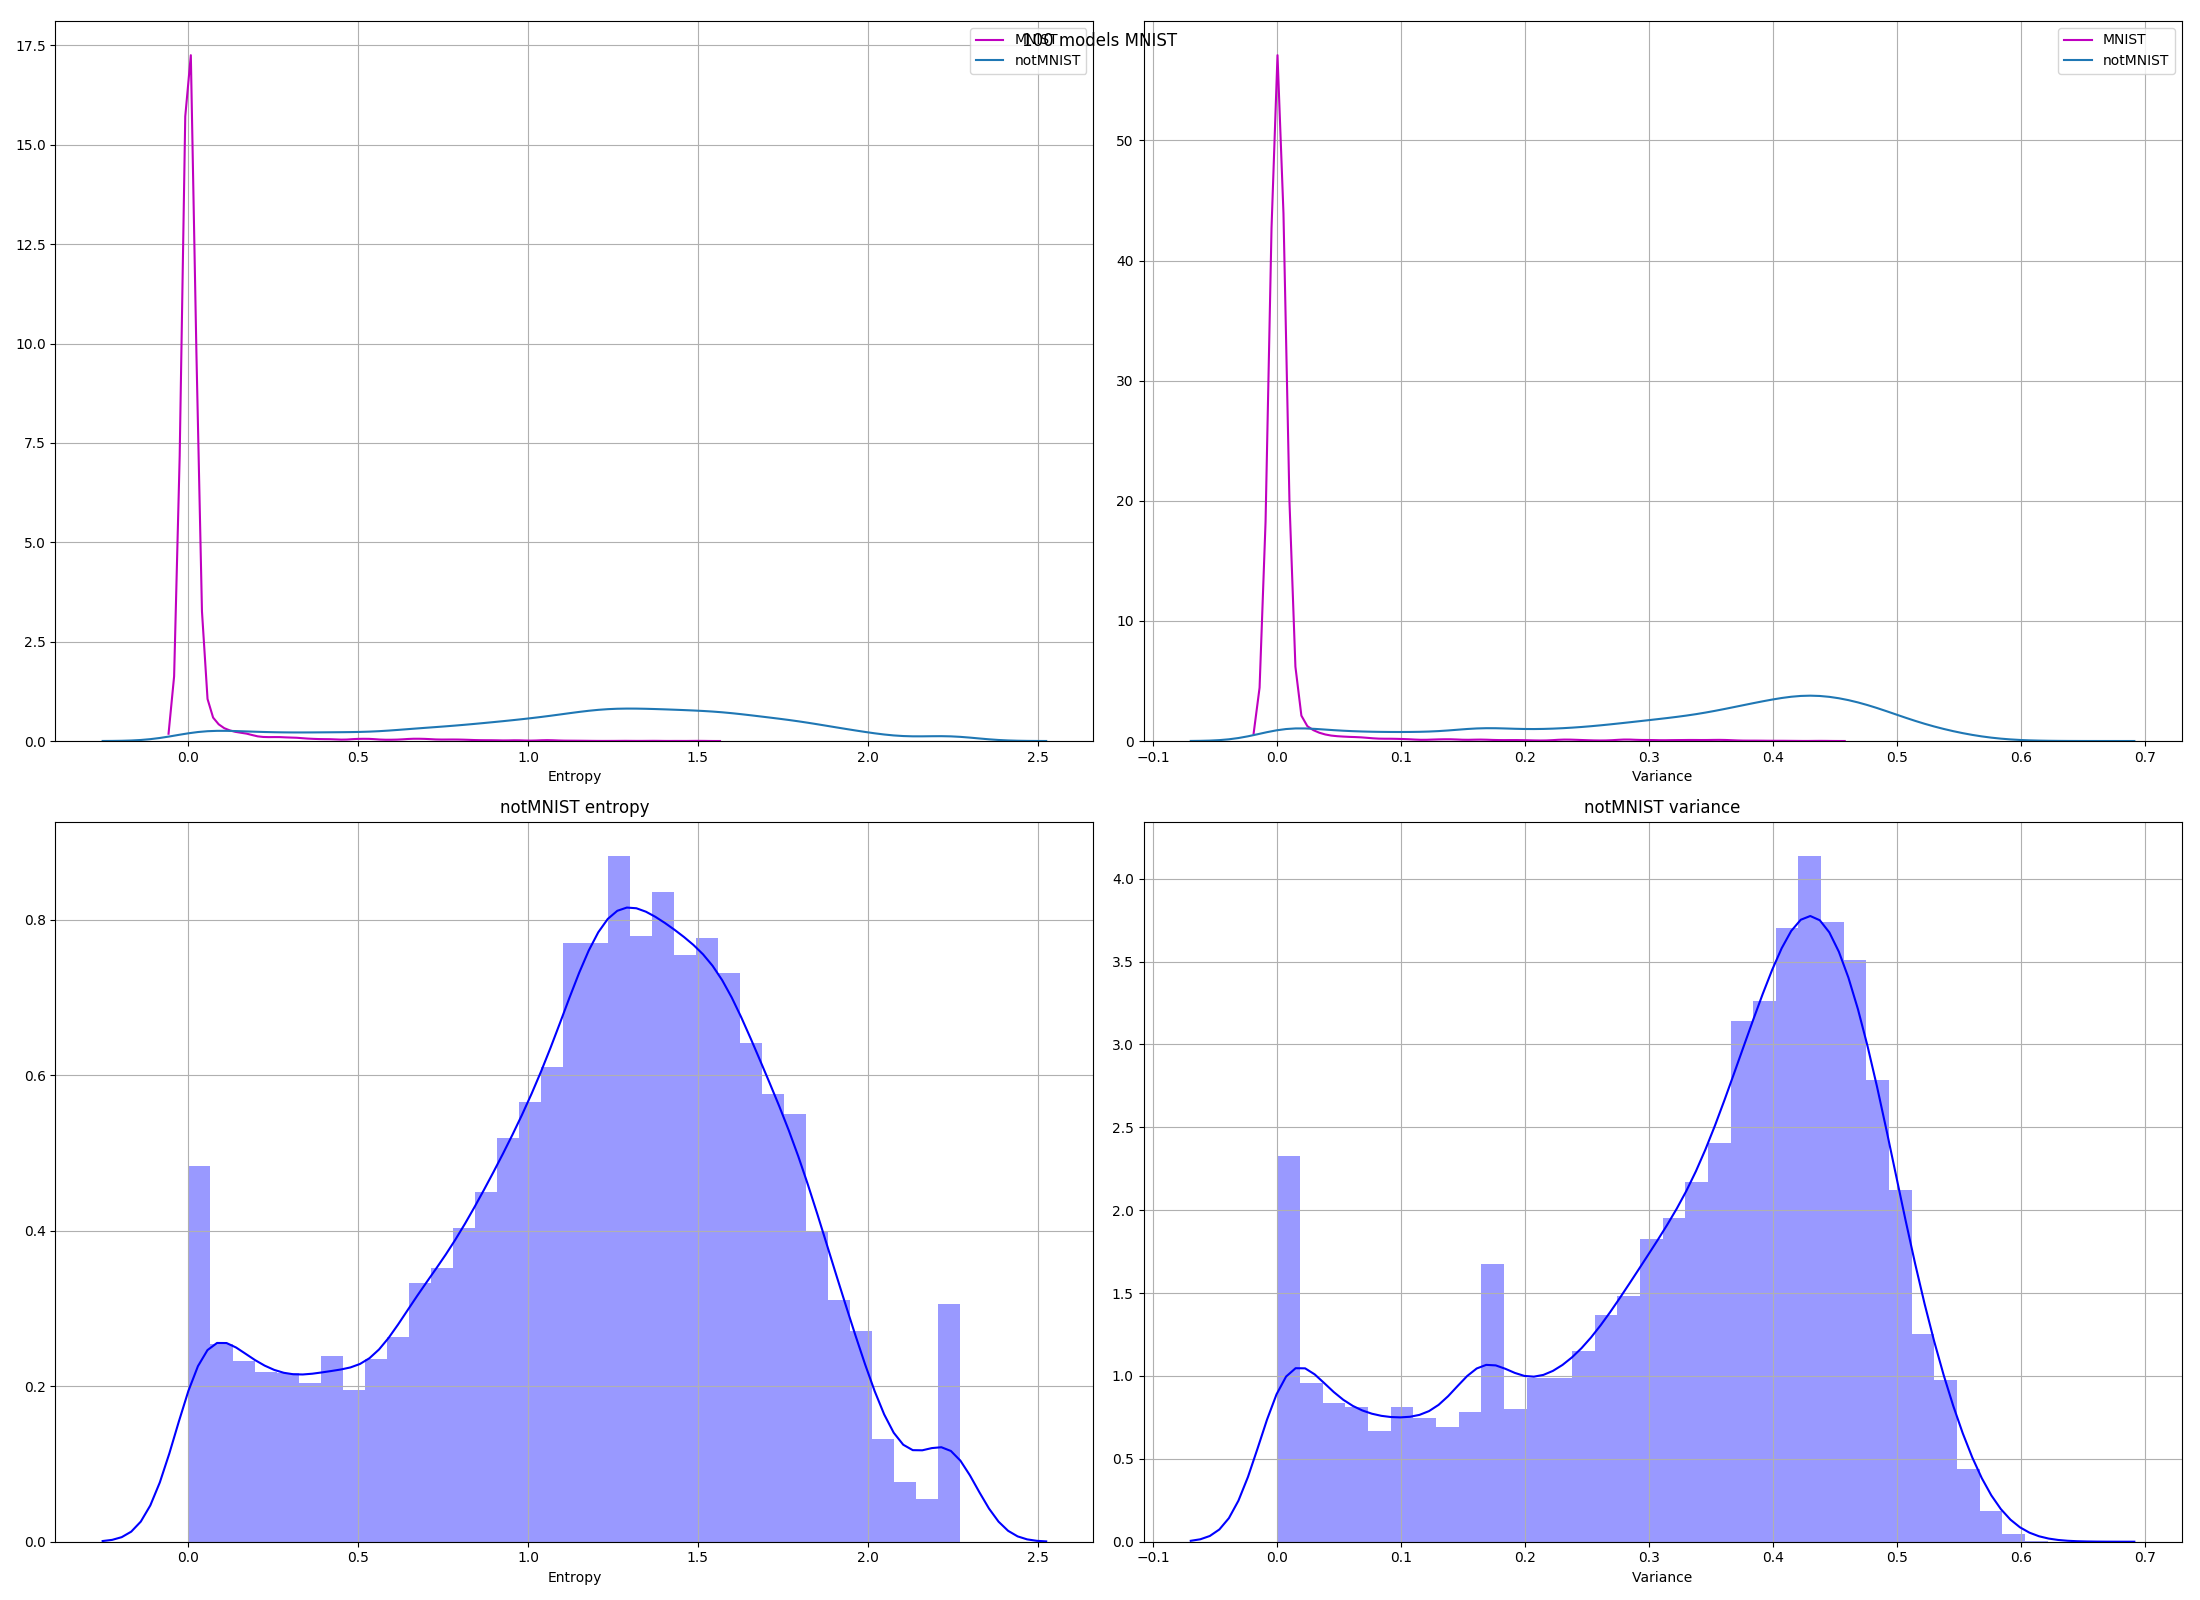 100 models MNIST
MNIST
notMNIST
17.5
15.0
12.5
10.0
7.5
5.0
2.5
0.0
0.0 0.5 1.0 1.5 2.0 2.5
Entropy
MNIST
notMNIST
50
40
30
20
10
0
−0.1 0.0 0.1 0.2 0.3 0.4 0.5 0.6 0.7
Variance
notMNIST entropy
0.8
0.6
0.4
0.2
0.0
0.0 0.5 1.0 1.5 2.0 2.5
Entropy
notMNIST variance
4.0
3.5
3.0
2.5
2.0
1.5
1.0
0.5
0.0
−0.1 0.0 0.1 0.2 0.3 0.4 0.5 0.6 0.7
Variance